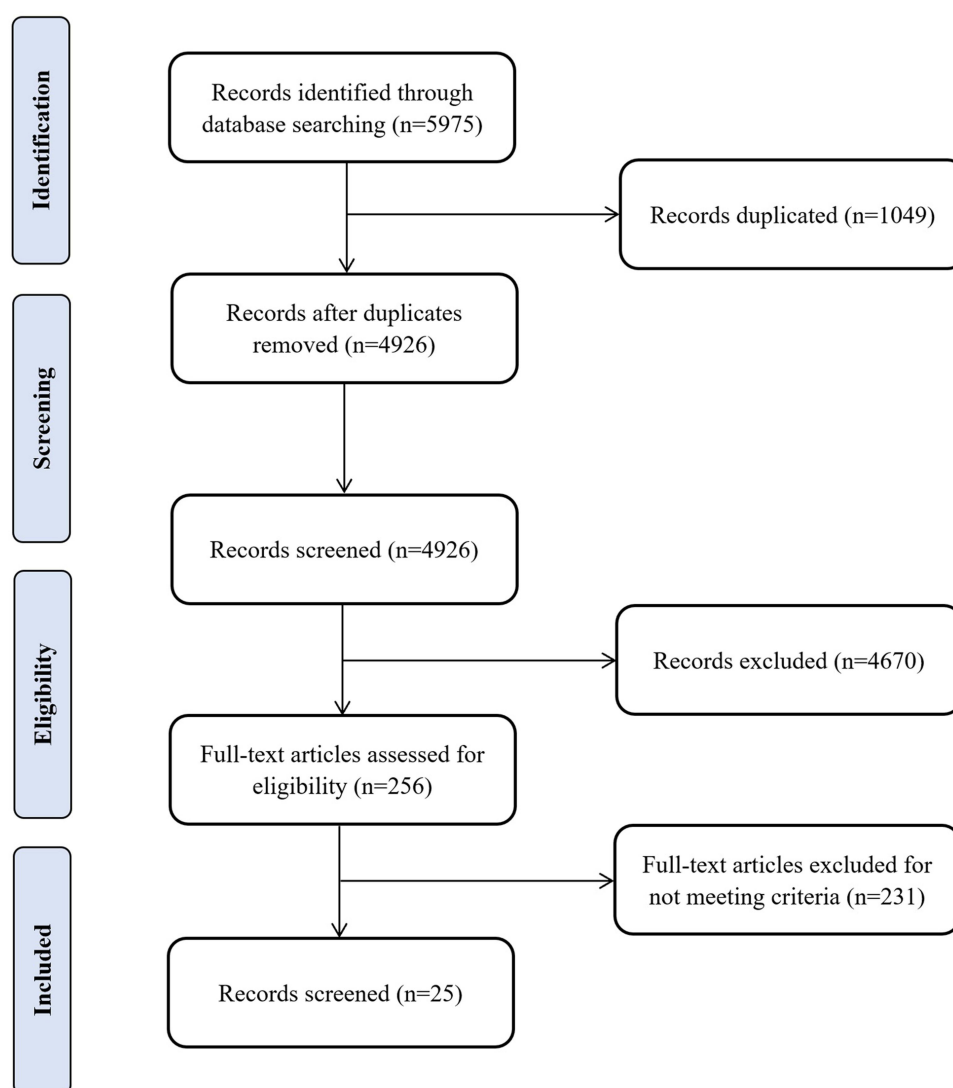 Identification
Records identified through
database searching (n=5975)
Records duplicated (n=1049)
Screening
Records after duplicates
removed (n=4926)
Records screened (n=4926)
Eligibility
Records excluded (n=4670)
Full-text articles assessed for
eligibility (n=256)
Included
Full-text articles excluded for
not meeting criteria (n=231)
Records screened (n=25)